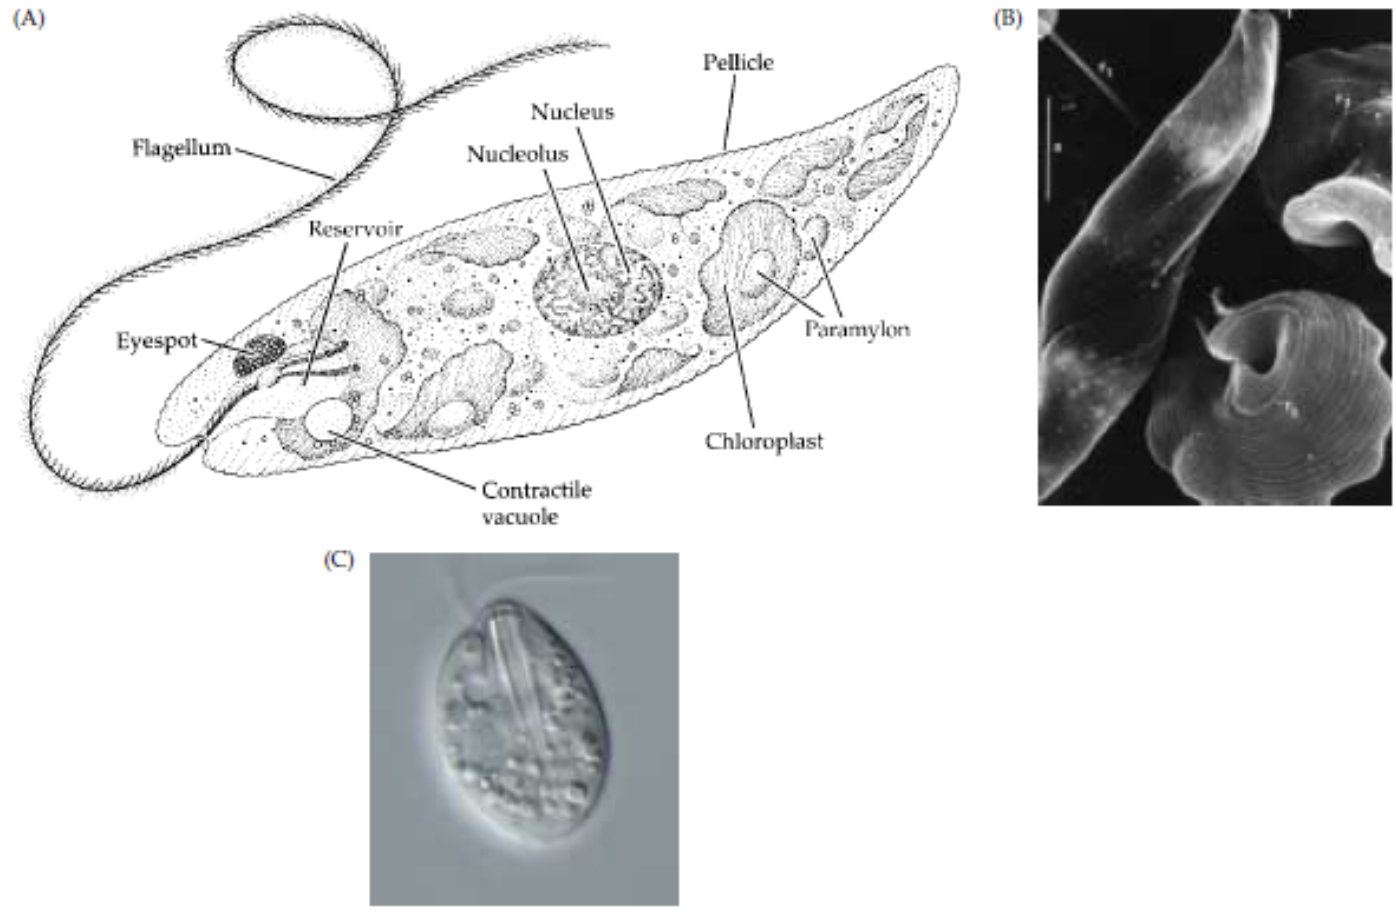 (A)
(B)
Pellicle
Nucleus
Nucleolus
Flagellum
Reservoir
Eyespot
Paramylon
Chloroplast
Contractile
vacuole
(C)